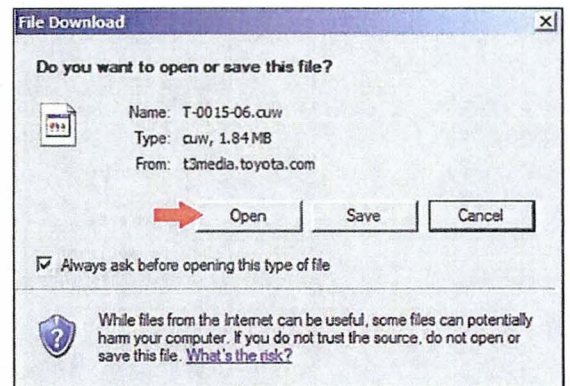 File Download
Do you want to open or save this file?
Name: T-0015-06.cuw
Type: cuw, 1.84 MB
From: t3media.toyota.com
Open Save Cancel
Always ask before opening this type of file
While files from the Internet can be useful, some files can potentially
harm your computer. If you do not trust the source, do not open or
save this file. What's the risk?